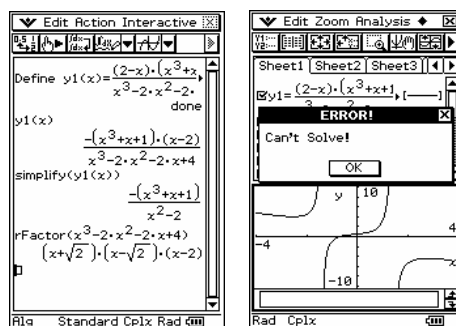 Edit Action Interactive
Define y1(x)=(2-x)·(x^3+x
x^3-2·x^2-2·
done
y1(x)
-(x^3+x+1)·(x-2)
x^3-2·x^2-2·x+4
simplify(y1(x))
-(x^3+x+1)
x^2-2
rFactor(x^3-2·x^2-2·x+4)
(x+√2)·(x-√2)·(x-2)
Alg Standard Cplx Rad
Edit Zoom Analysis
Sheet1 Sheet2 Sheet3
y1=(2-x)·(x^3+x+1
ERROR!
Can't Solve!
OK
y 10
-4 4
x
-10
Rad Cplx